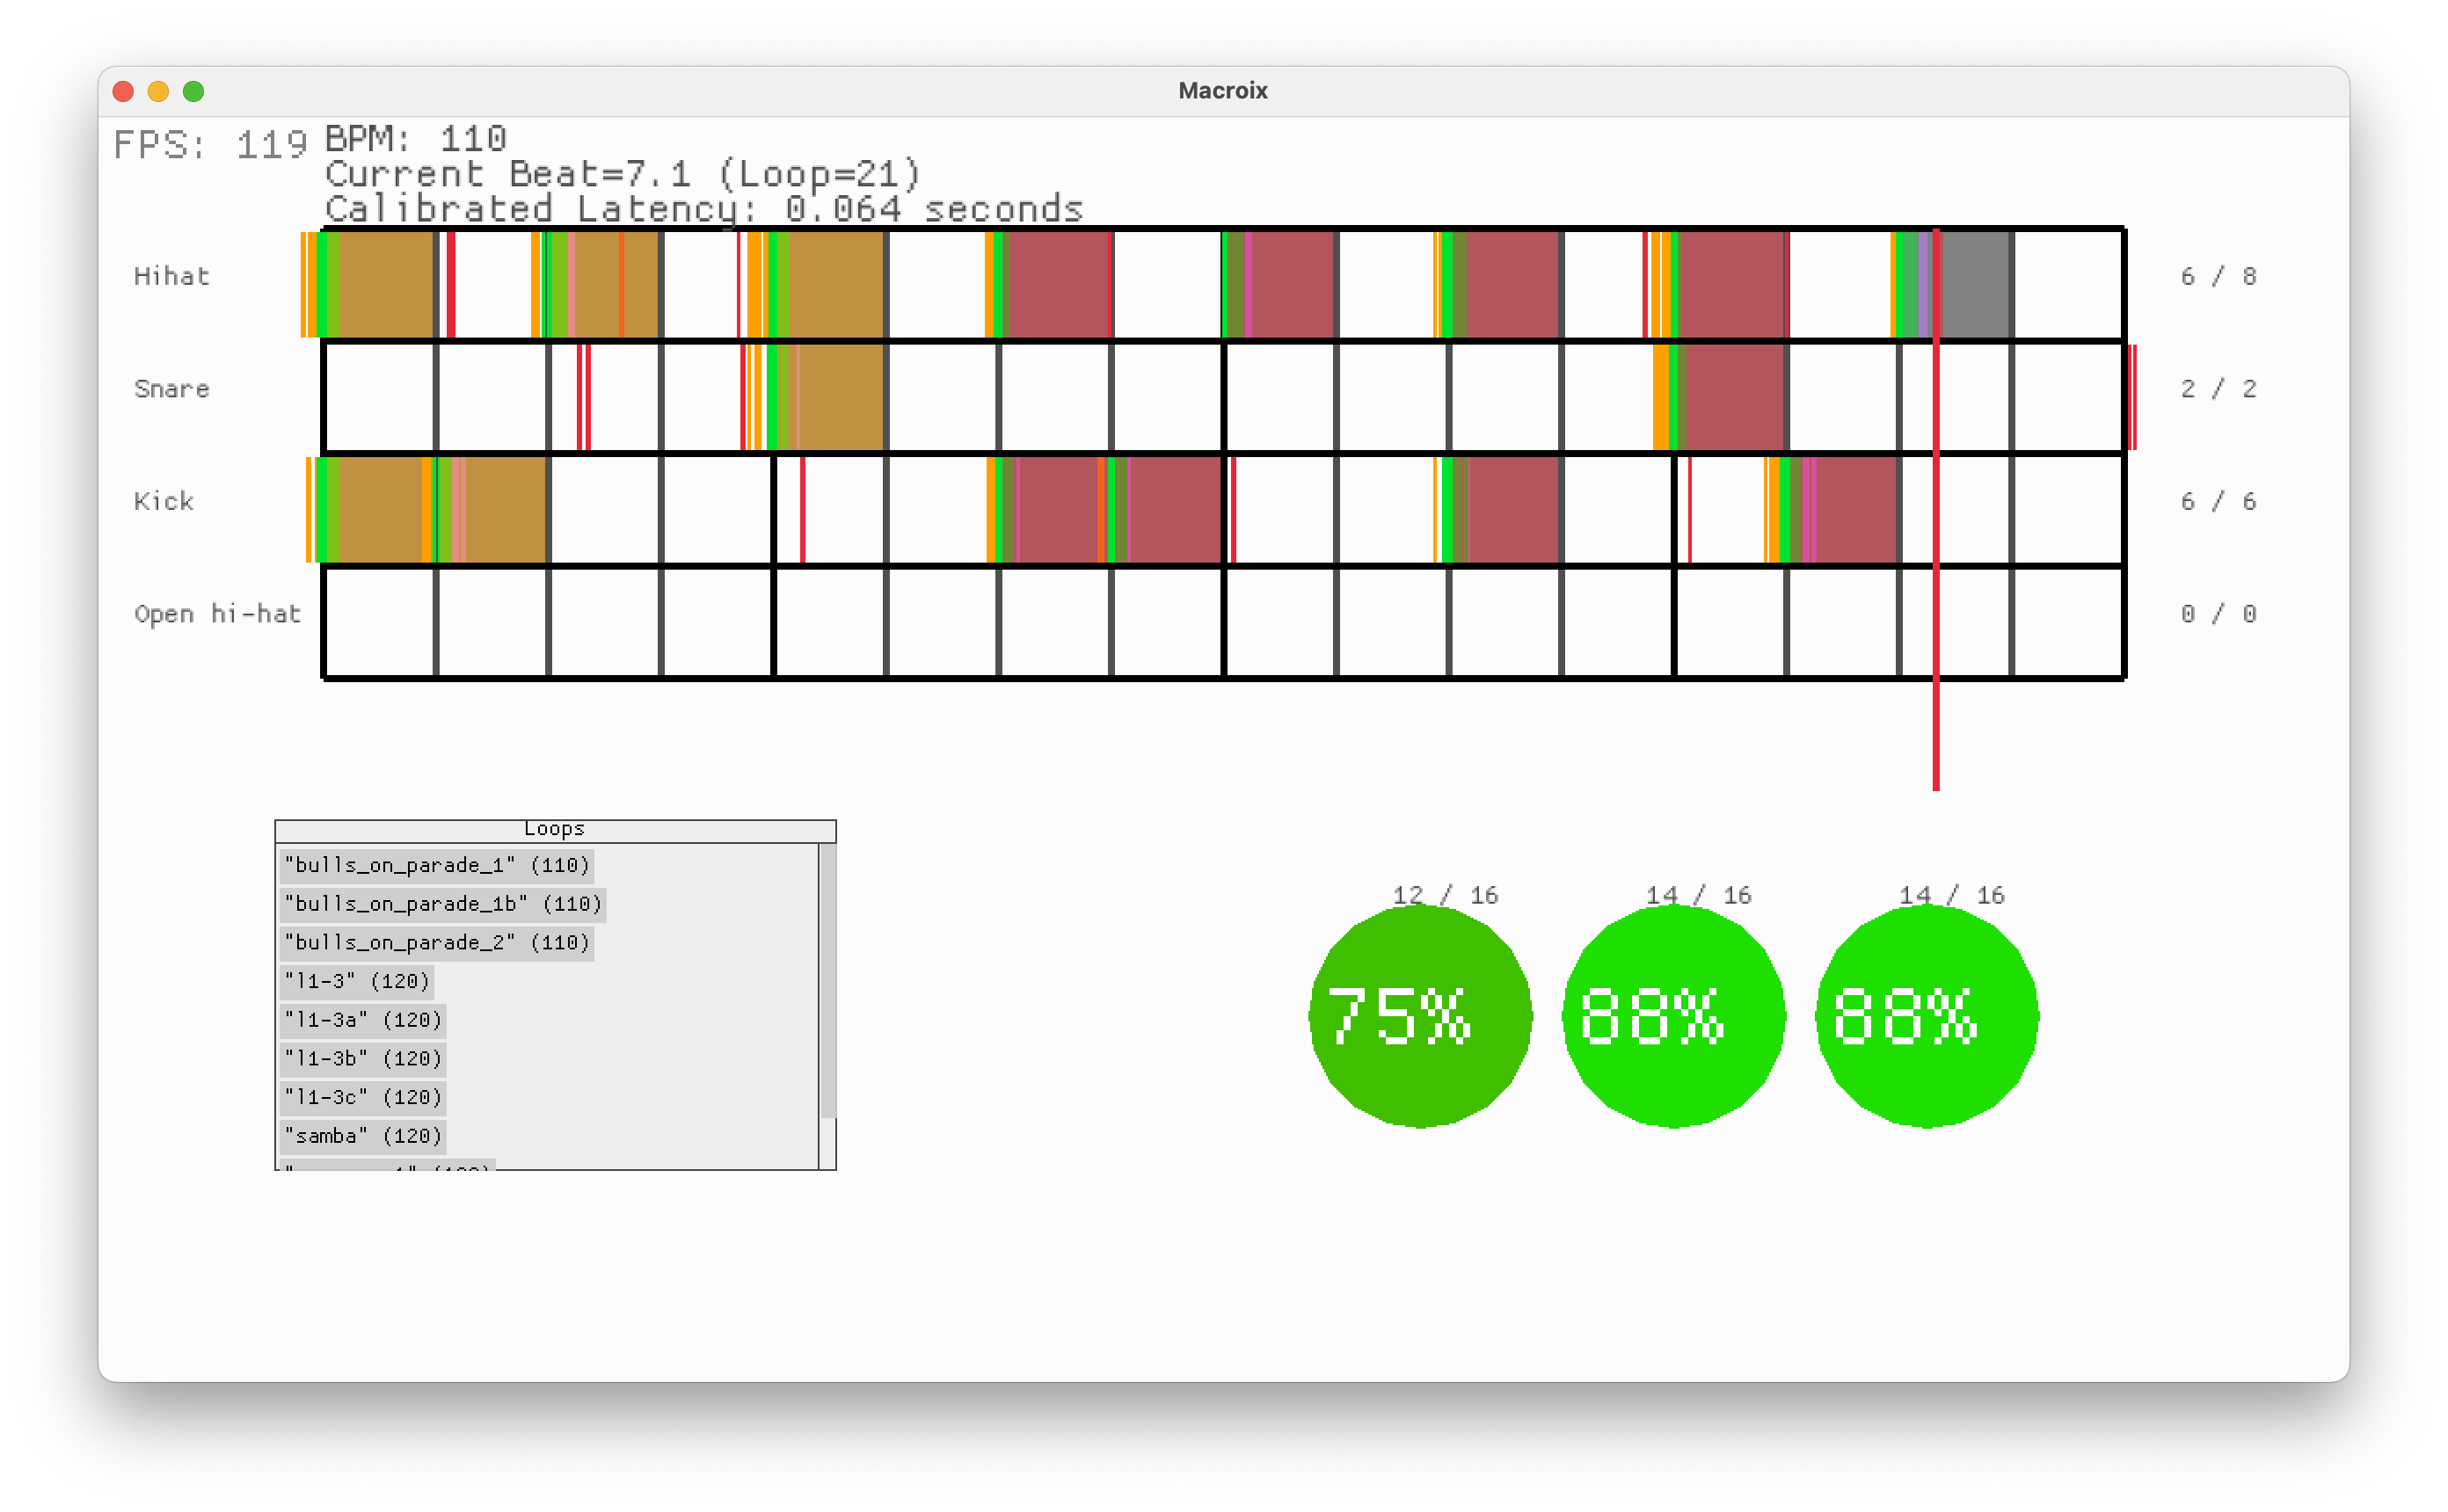 Macroix
FPS: 119
BPM: 110
Current Beat=7.1 (Loop=21)
Calibrated Latency: 0.064 seconds
Hihat
6 / 8
Snare
2 / 2
Kick
6 / 6
Open hi-hat
0 / 0
Loops
"bulls_on_parade_1" (110)
"bulls_on_parade_1b" (110)
"bulls_on_parade_2" (110)
"l1-3" (120)
"l1-3a" (120)
"l1-3b" (120)
"l1-3c" (120)
"samba" (120)
12 / 16
14 / 16
14 / 16
75%
88%
88%